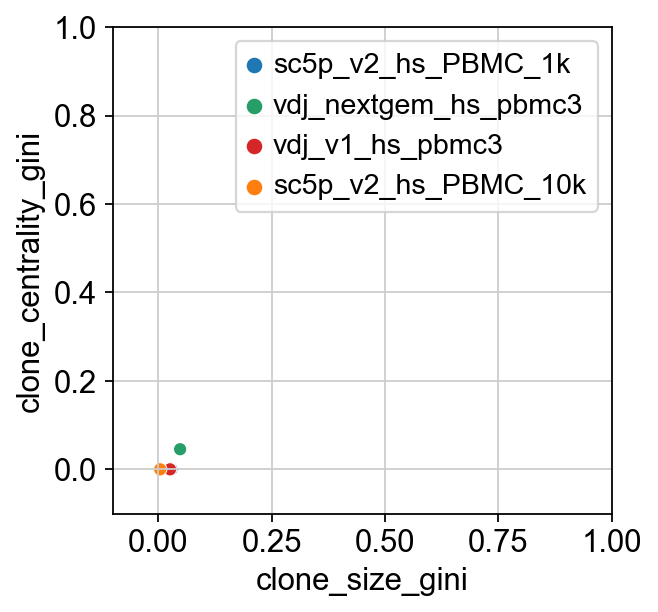 1.0
0.8
0.6
0.4
0.2
0.0
clone_centrality_gini
sc5p_v2_hs_PBMC_1k
vdj_nextgem_hs_pbmc3
vdj_v1_hs_pbmc3
sc5p_v2_hs_PBMC_10k
0.00 0.25 0.50 0.75 1.00
clone_size_gini